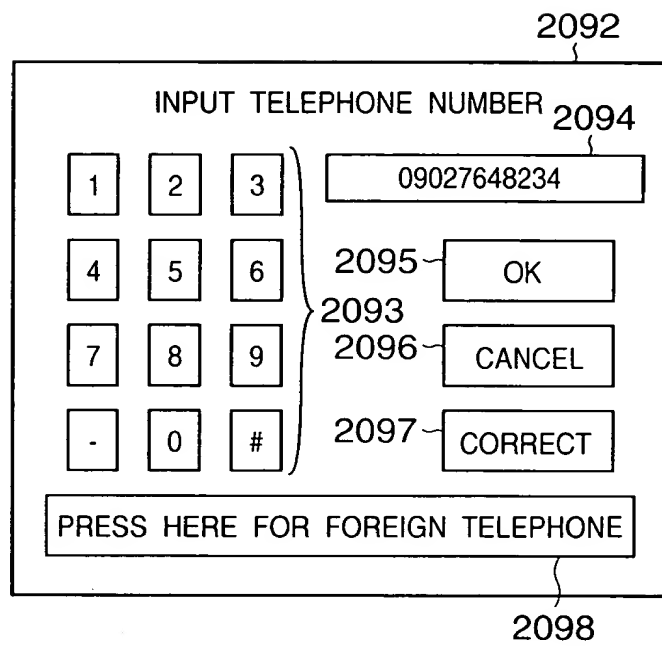 2092
INPUT TELEPHONE NUMBER
2094
1 2 3
09027648234
4 5 6
2095
OK
2093
7 8 9
2096
CANCEL
- 0 #
2097
CORRECT
PRESS HERE FOR FOREIGN TELEPHONE
2098